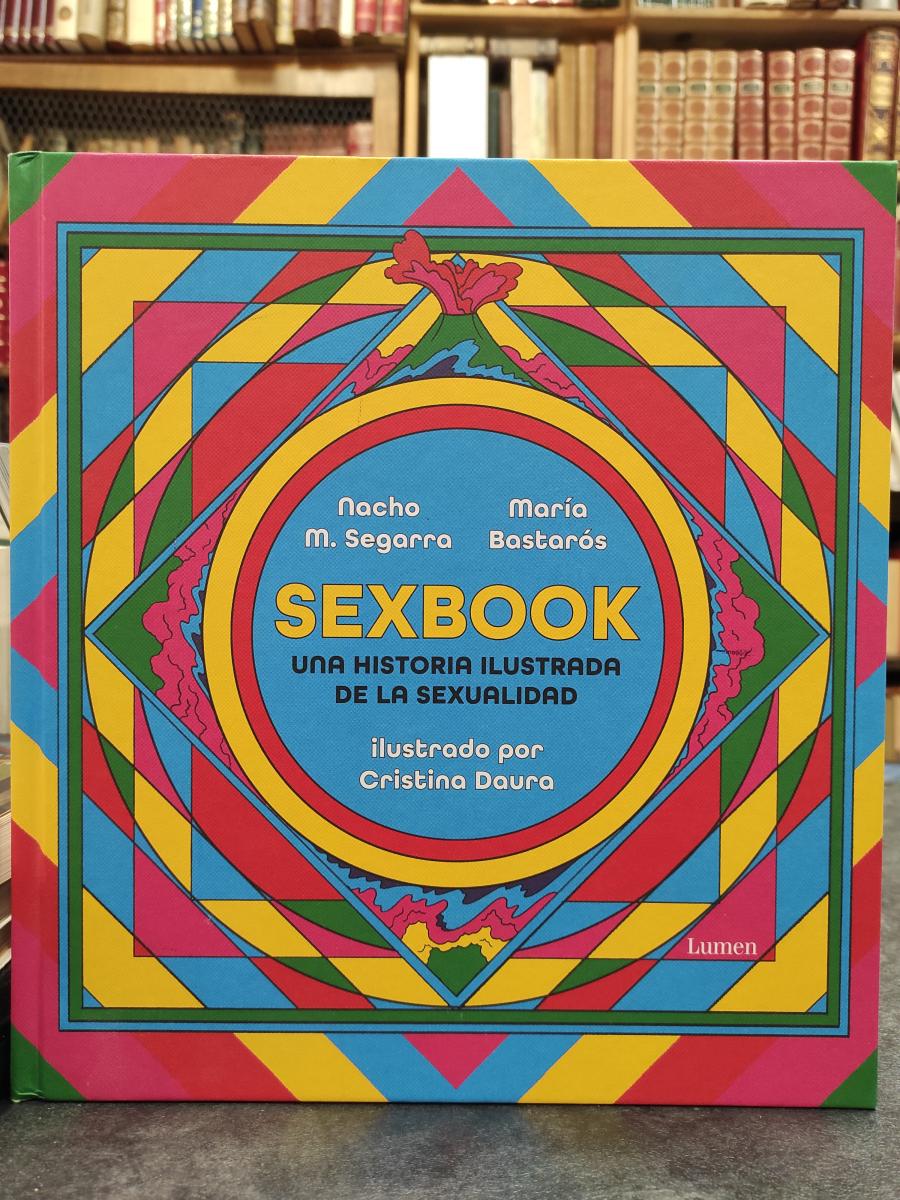 Nacho
M. Segarra
María
Bastarós
SEXBOOK
UNA HISTORIA ILUSTRADA
DE LA SEXUALIDAD
ilustrado por
Cristina Daura
Lumen